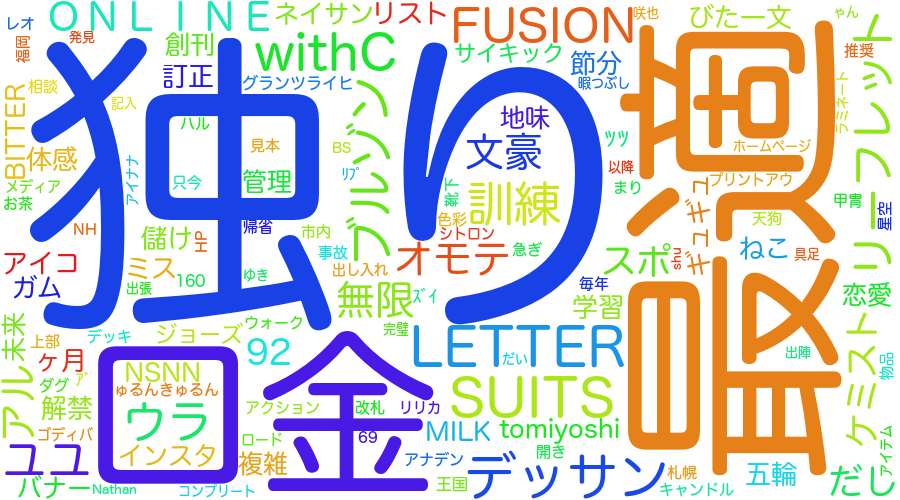 レオ
ONLINE
ネイサン
リスト
FUSION
咲也
びた一文
ゃん
福岡
発見
創刊
withC
サイキック
節分
推奨
リーフレット
相談
訂正
グランツライヒ
暇つぶし
ラミネート
BITTER
独り
最適
体感
ハル
見本
BS
ブルゾン
地味
文豪
ツッ
ホームページ
メディア
お茶
アイナナ
只今
管理
リブ
靴下
訓練
以降
まり
プリントアウ
甲冑
星空
NH
儲け
HP
帰省
市内
色彩
シトロン
天狗
アイコ
ミス
事故
オモテ
急ぎ
スポ
shu
ギュギュ
ねこ
具足
ガム
出張
160
ゆき
出し入れ
無限
ズイ
毎年
学習
恋愛
アル未来
上部
デッキ
ジョーズ
ウォーク
完璧
LETTER
だい
出陣
ケミスト
物品
ヶ月
92
ダグ
NSNN
ア
ゅるんきゅるん
金
SUITS
解禁
ウラ
アクション
改札
リリカ
ゴディバ
インスタ
ロード
69
MILK
tomiyoshi
開き
アイテム
ユユ
複雑
アナデン
デッサン
札幌
五輪
だし
バナー
Nathan
コンプリート
王国
キャンドル
記入